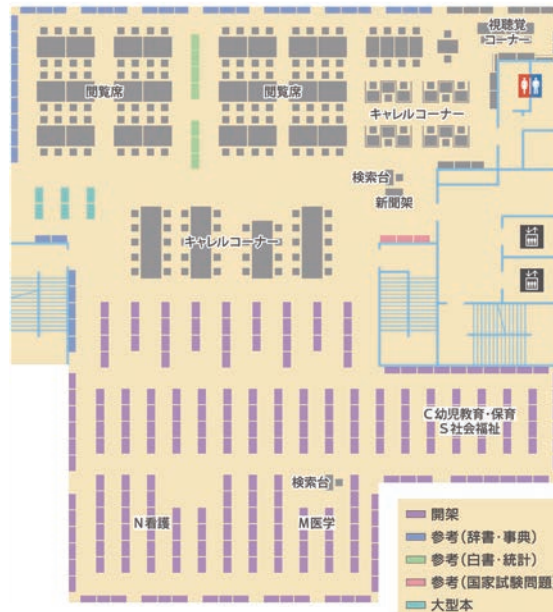 視聴覚
コーナー
閲覧席
閲覧席
キャレルコーナー
検索台
新聞架
キャレルコーナー
C幼児教育・保育
S社会福祉
検索台
N看護
M医学
開架
参考(辞書・事典)
参考(白書・統計)
参考(国家試験問題
大型本